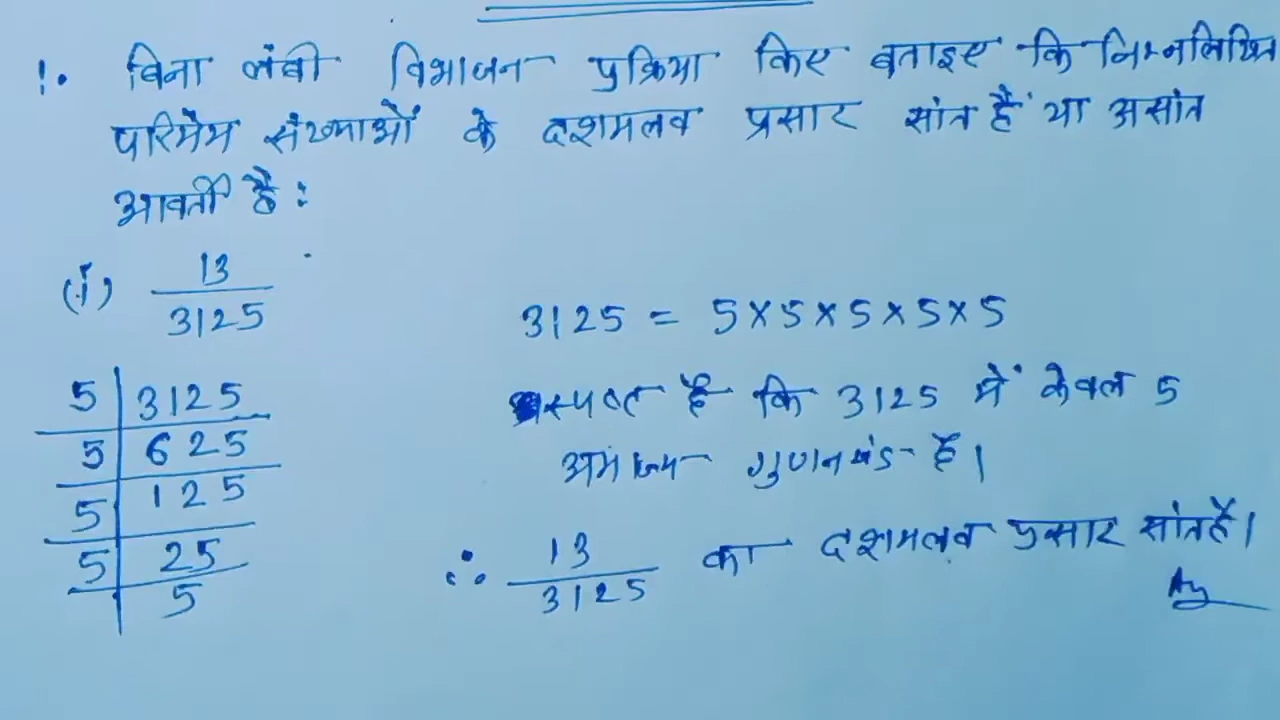 1. बिना लंबी विभाजन प्रक्रिया किए बताइए कि निम्नलिखित
परिमेय संख्याओं के दशमलव प्रसार सांत हैं या असांत
आवर्ती है :
(i) 13/3125
3125 = 5×5×5×5×5
5 | 3125
5 | 625
5 | 125
5 | 25
5
स्पष्ट है कि 3125 में केवल 5
अभाज्य गुणनखंड है।
∴ 13/3125 का दशमलव प्रसार सांत है।